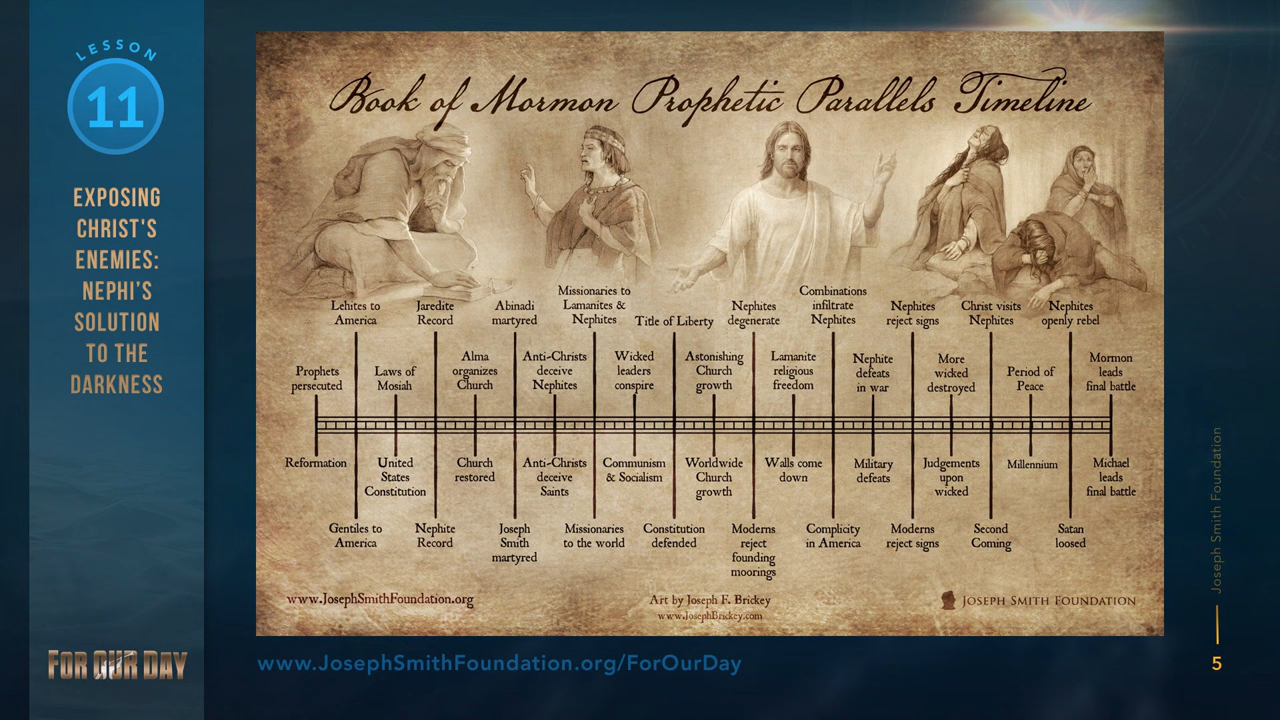 LESSON
11
EXPOSING
CHRIST'S
ENEMIES:
NEPHI'S
SOLUTION
TO THE
DARKNESS
FOR OUR DAY
Book of Mormon Prophetic Parallels Timeline
Lehites to
America
Jaredite
Record
Abinadi
martyred
Missionaries to
Lamanites &
Nephites
Title of Liberty
Nephites
degenerate
Combinations
infiltrate
Nephites
Nephites
reject signs
Christ visits
Nephites
Nephites
openly rebel
Prophets
persecuted
Laws of
Mosiah
Alma
organizes
Church
Anti-Christs
deceive
Nephites
Wicked
leaders
conspire
Astonishing
Church
growth
Lamanite
religious
freedom
Nephite
defeats
in war
More
wicked
destroyed
Period of
Peace
Mormon
leads
final battle
Reformation
United
States
Constitution
Church
restored
Anti-Christs
deceive
Saints
Communism
& Socialism
Worldwide
Church
growth
Walls come
down
Military
defeats
Judgements
upon
wicked
Millennium
Michael
leads
final battle
Gentiles to
America
Nephite
Record
Joseph
Smith
martyred
Missionaries
to the world
Constitution
defended
Moderns
reject
founding
moorings
Complicity
in America
Moderns
reject signs
Second
Coming
Satan
loosed
www.JosephSmithFoundation.org
Art by Joseph F. Brickey
www.JosephBrickey.com
JOSEPH SMITH FOUNDATION
www.JosephSmithFoundation.org/ForOurDay
Joseph Smith Foundation
5